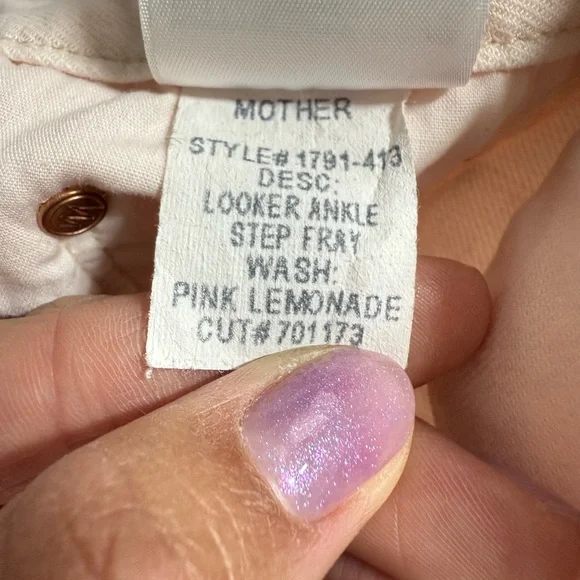 MOTHER
STYLE# 1791-413
DESC:
LOOKER ANKLE
STEP FRAY
WASH:
PINK LEMONADE
CUT# 701173